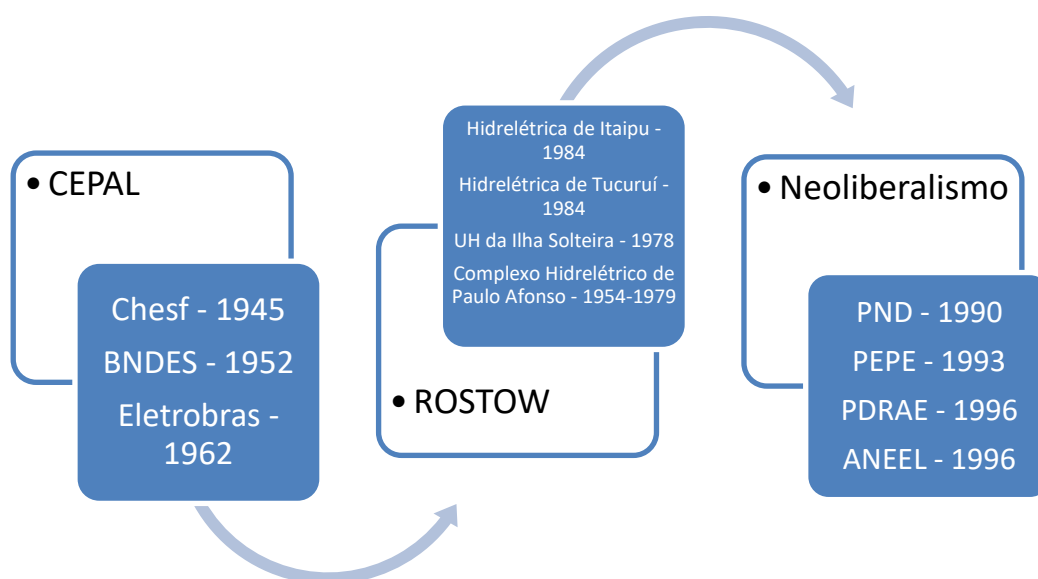 • CEPAL
Chesf - 1945
BNDES - 1952
Eletrobras -
1962
Hidrelétrica de Itaipu -
1984
Hidrelétrica de Tucuruí -
1984
UH da Ilha Solteira - 1978
Complexo Hidrelétrico de
Paulo Afonso - 1954-1979
• ROSTOW
• Neoliberalismo
PND - 1990
PEPE - 1993
PDRAE - 1996
ANEEL - 1996